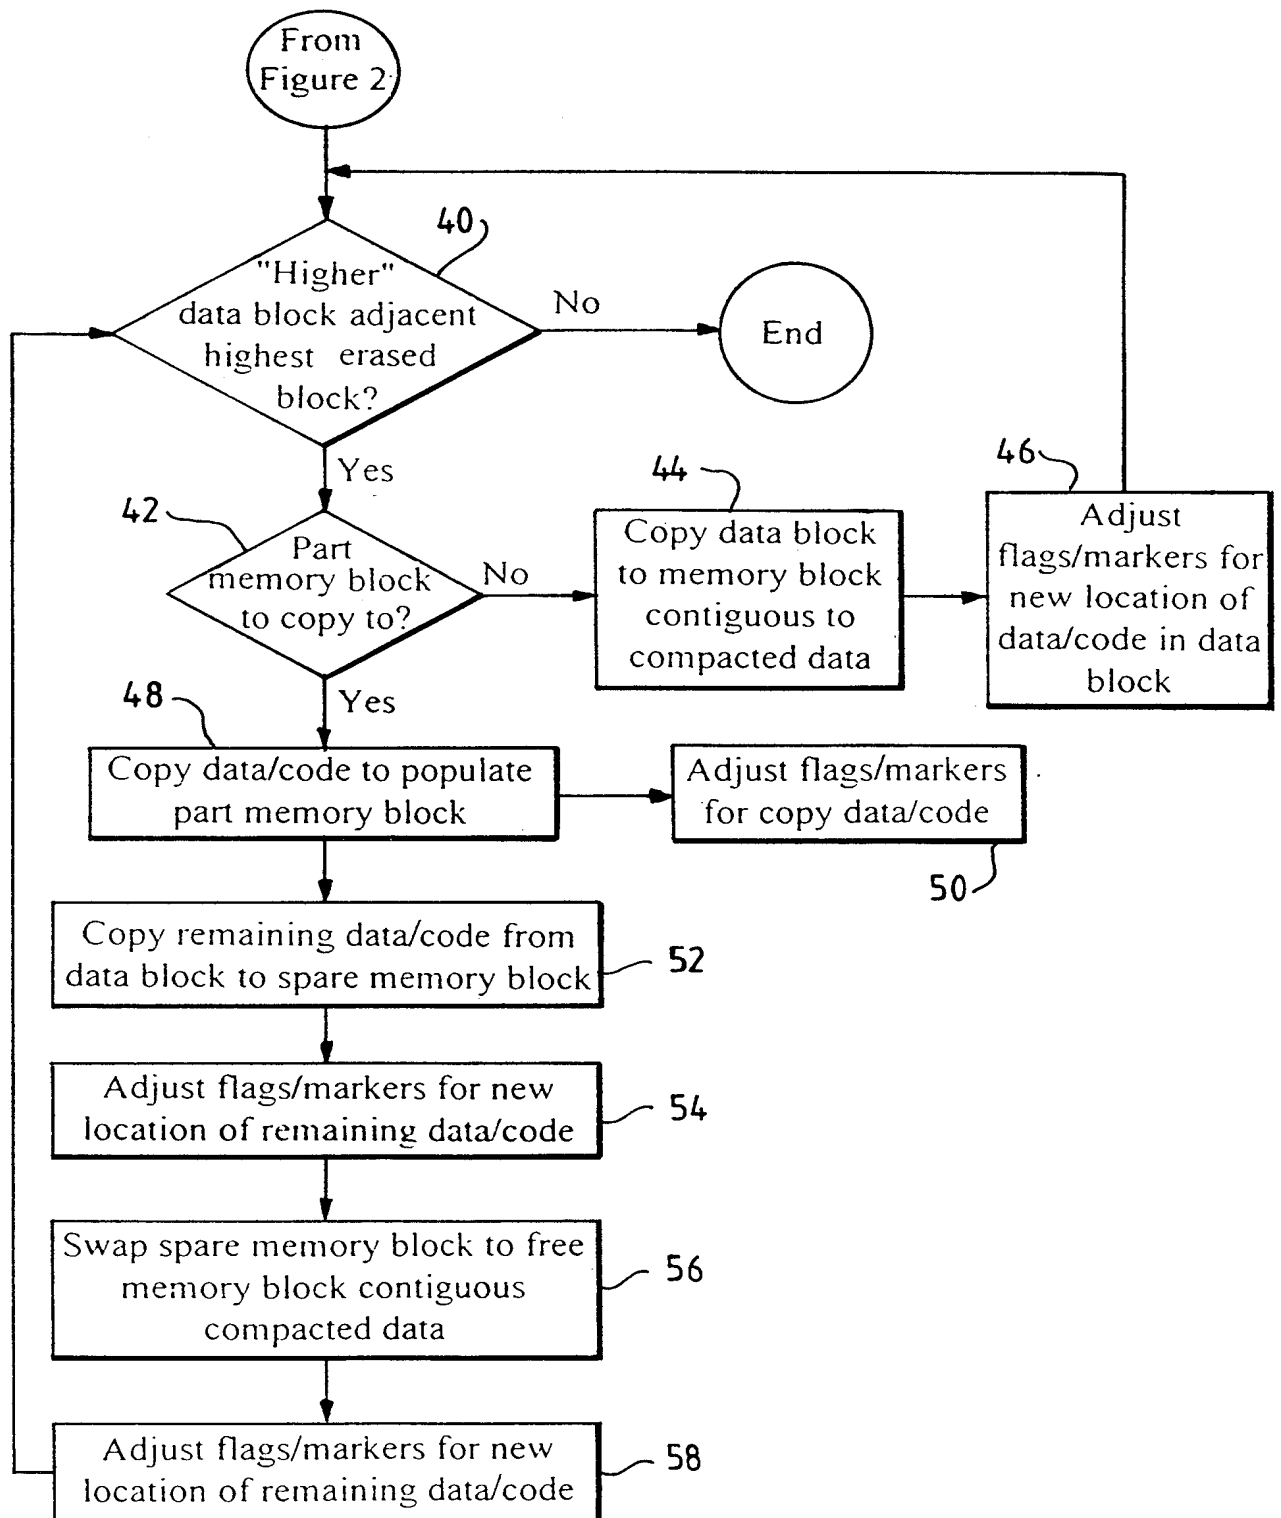 From
Figure 2
40
"Higher"
data block adjacent
highest erased
block?
No
End
Yes
42
Part
memory block
to copy to?
No
44
Copy data block
to memory block
contiguous to
compacted data
46
Adjust
flags/markers for
new location of
data/code in data
block
Yes
48
Copy data/code to populate
part memory block
Adjust flags/markers
for copy data/code
50
Copy remaining data/code from
data block to spare memory block
52
Adjust flags/markers for new
location of remaining data/code
54
Swap spare memory block to free
memory block contiguous
compacted data
56
Adjust flags/markers for new
location of remaining data/code
58